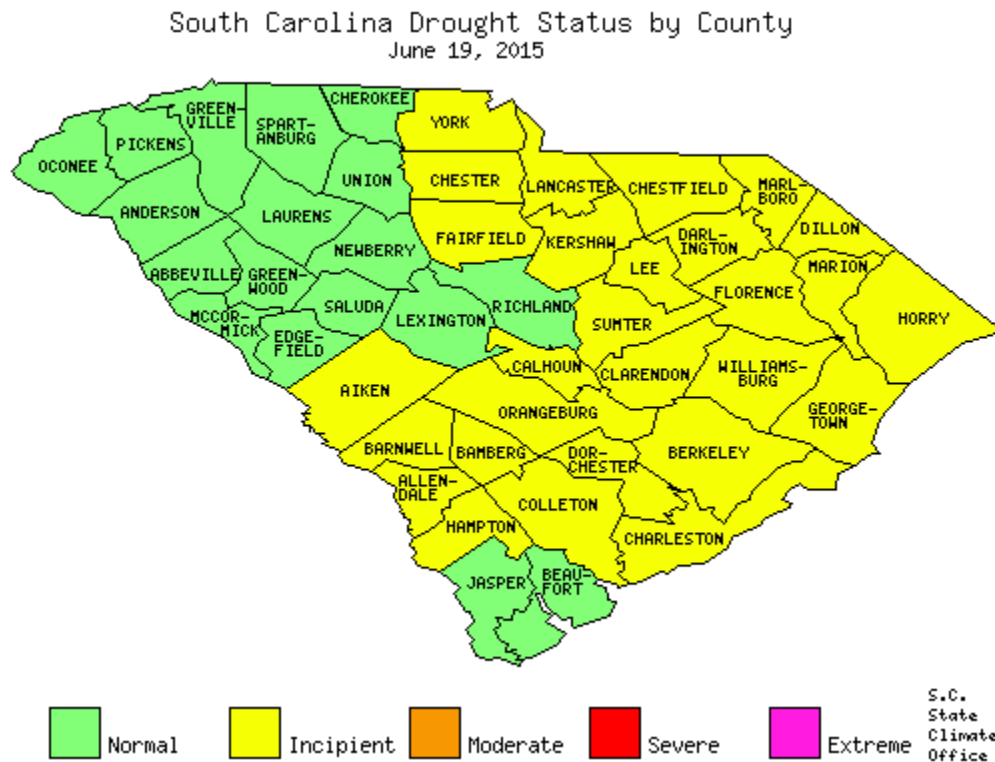 South Carolina Drought Status by County
June 19, 2015
CHEROKEE
GREEN-
VILLE
SPART-
ANBURG
YORK
PICKENS
OCONEE
UNION
CHESTER
LANCASTER
CHESTFIELD
MARL-
BORO
ANDERSON
LAURENS
DILLON
NEWBERRY
FAIRFIELD
KERSHAW
DARL-
INGTON
ABBEVILLE
GREEN-
WOOD
LEE
MARION
FLORENCE
SALUDA
RICHLAND
MCCOR-
MICK
LEXINGTON
SUMTER
HORRY
EDGE-
FIELD
CALHOUN
CLARENDON
WILLIAMS-
BURG
AIKEN
ORANGEBURG
GEORGE-
TOWN
BARNWELL
BAMBERG
DOR-
CHESTER
BERKELEY
ALLEN-
DALE
COLLETON
HAMPTON
CHARLESTON
JASPER
BEAU-
FORT
Normal
Incipient
Moderate
Severe
Extreme
S.C.
State
Climate
Office